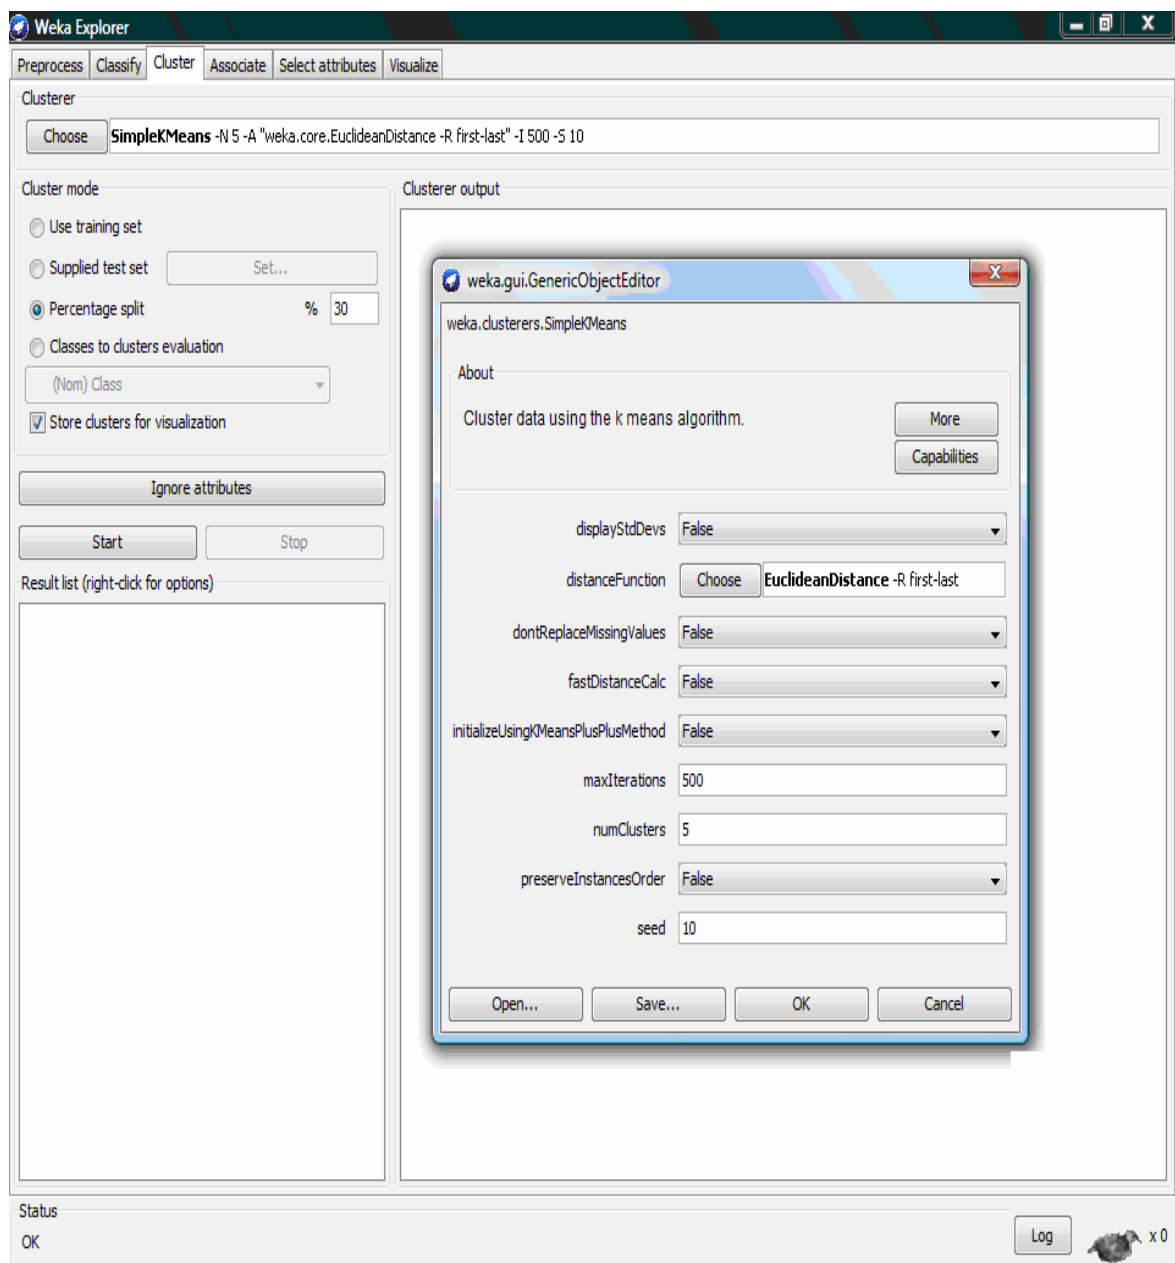 Weka Explorer
Preprocess Classify Cluster Associate Select attributes Visualize
Clusterer
Choose SimpleKMeans -N 5 -A "weka.core.EuclideanDistance -R first-last" -I 500 -S 10
Cluster mode
Use training set
Supplied test set Set...
Percentage split % 30
Classes to clusters evaluation
(Nom) Class
Store clusters for visualization
Ignore attributes
Start Stop
Result list (right-click for options)
Clusterer output
weka.gui.GenericObjectEditor
weka.clusterers.SimpleKMeans
About
Cluster data using the k means algorithm.
More
Capabilities
displayStdDevs False
distanceFunction Choose EuclideanDistance -R first-last
dontReplaceMissingValues False
fastDistanceCalc False
initializeUsingKMeansPlusPlusMethod False
maxIterations 500
numClusters 5
preserveInstancesOrder False
seed 10
Open... Save... OK Cancel
Status
OK
Log x 0